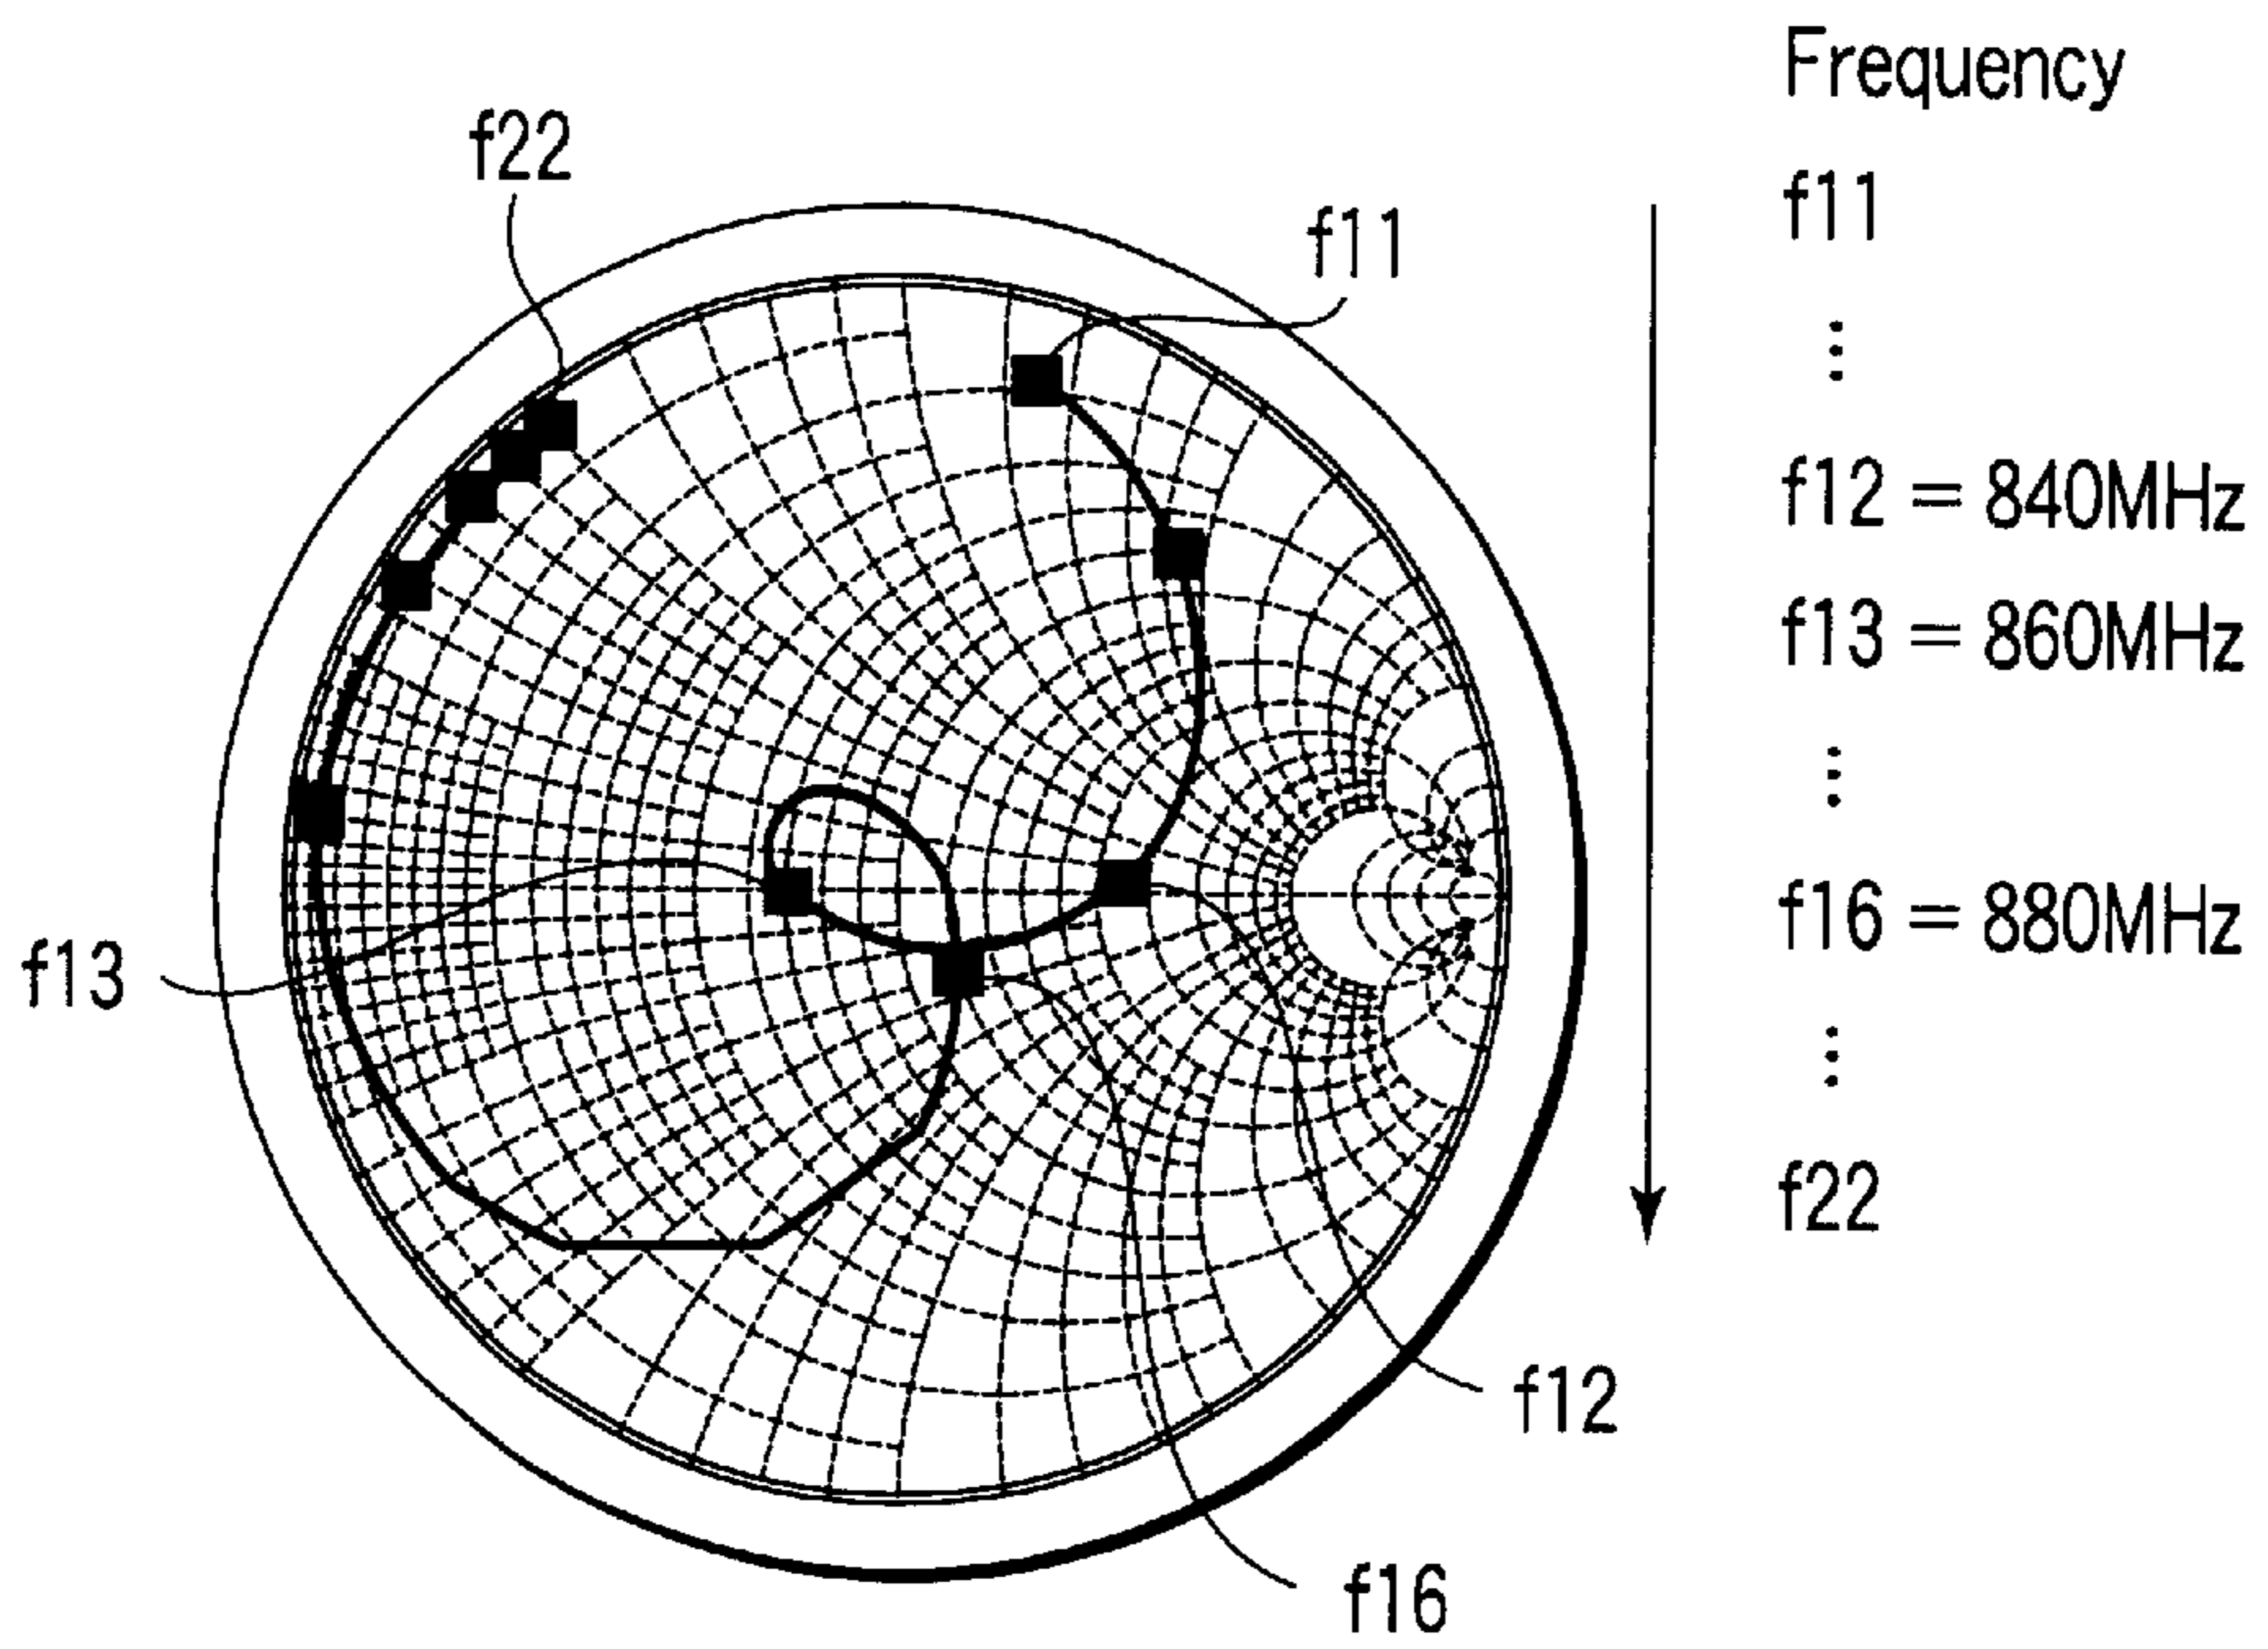 Frequency
f22
f11
f11
⋮
f12 = 840MHz
f13 = 860MHz
⋮
f16 = 880MHz
f13
⋮
f22
f12
f16